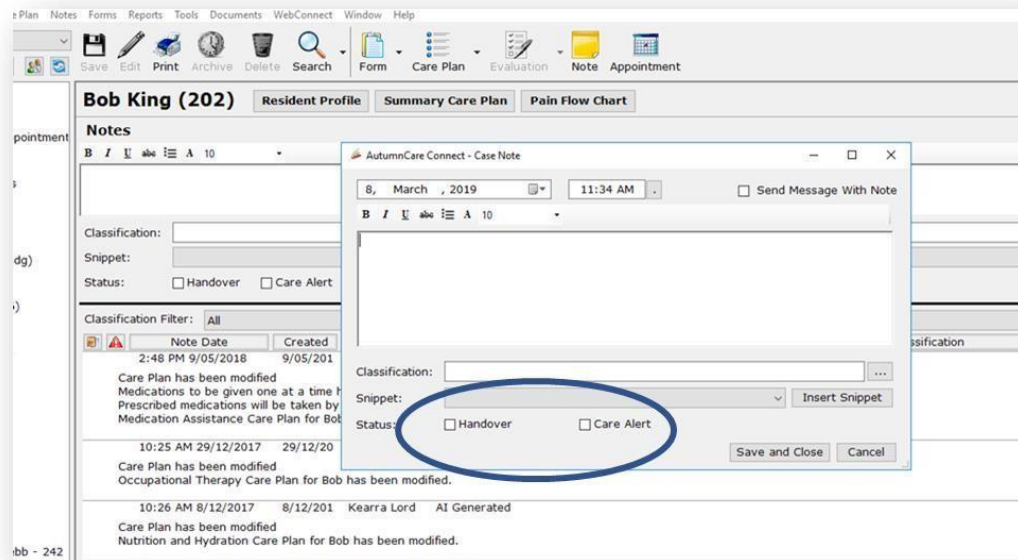 e Plan Notes Forms Reports Tools Documents WebConnect Window Help
Save Edit Print Archive Delete Search Form Care Plan Evaluation Note Appointment
Bob King (202) Resident Profile Summary Care Plan Pain Flow Chart
pointment
Notes
B I U abc A 10
AutumnCare Connect - Case Note
8, March , 2019 11:34 AM . Send Message With Note
B I U abc A 10
Classification:
dg)
Snippet:
Status: Handover Care Alert
Classification Filter: All
Note Date Created ssification
2:48 PM 9/05/2018 9/05/201
Care Plan has been modified
Medications to be given one at a time h
Prescribed medications will be taken by
Medication Assistance Care Plan for Bob
Classification: ...
Snippet: Insert Snippet
Status: Handover Care Alert
Save and Close Cancel
10:25 AM 29/12/2017 29/12/20
Care Plan has been modified
Occupational Therapy Care Plan for Bob has been modified.
10:26 AM 8/12/2017 8/12/201 Kearra Lord AI Generated
Care Plan has been modified
Nutrition and Hydration Care Plan for Bob has been modified.
bb - 242